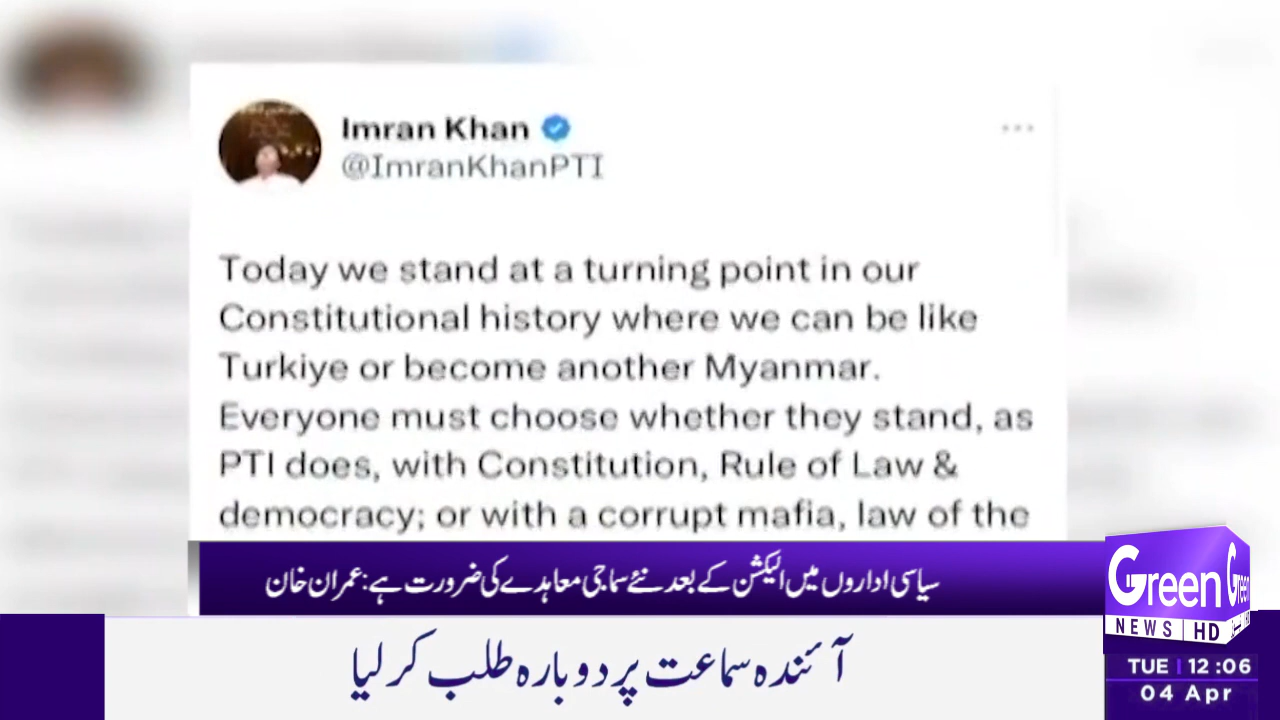 Imran Khan
@ImranKhanPTI
Today we stand at a turning point in our
Constitutional history where we can be like
Turkiye or become another Myanmar.
Everyone must choose whether they stand, as
PTI does, with Constitution, Rule of Law &
democracy; or with a corrupt mafia, law of the
سیاسی اداروں میں الیکشن کے بعد نئے سماجی معاہدے کی ضرورت ہے: عمران خان
آئندہ سماعت پر دوبارہ طلب کرلیا
Green
NEWS HD
TUE 12:06
04 Apr